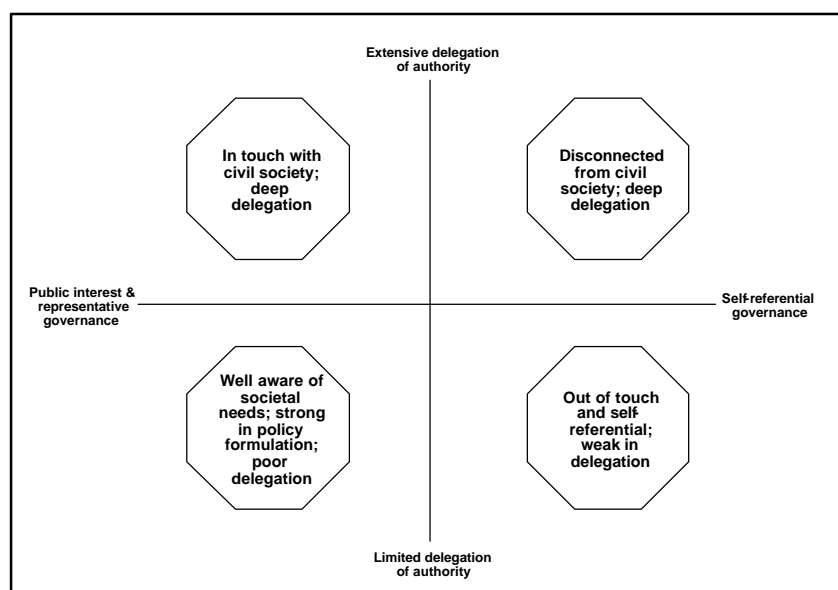 Extensive delegation
of authority
In touch with
civil society;
deep
delegation
Disconnected
from civil
society; deep
delegation
Public interest &
representative
governance
Self-referential
governance
Well aware of
societal
needs; strong
in policy
formulation;
poor
delegation
Out of touch
and self-
referential;
weak in
delegation
Limited delegation
of authority